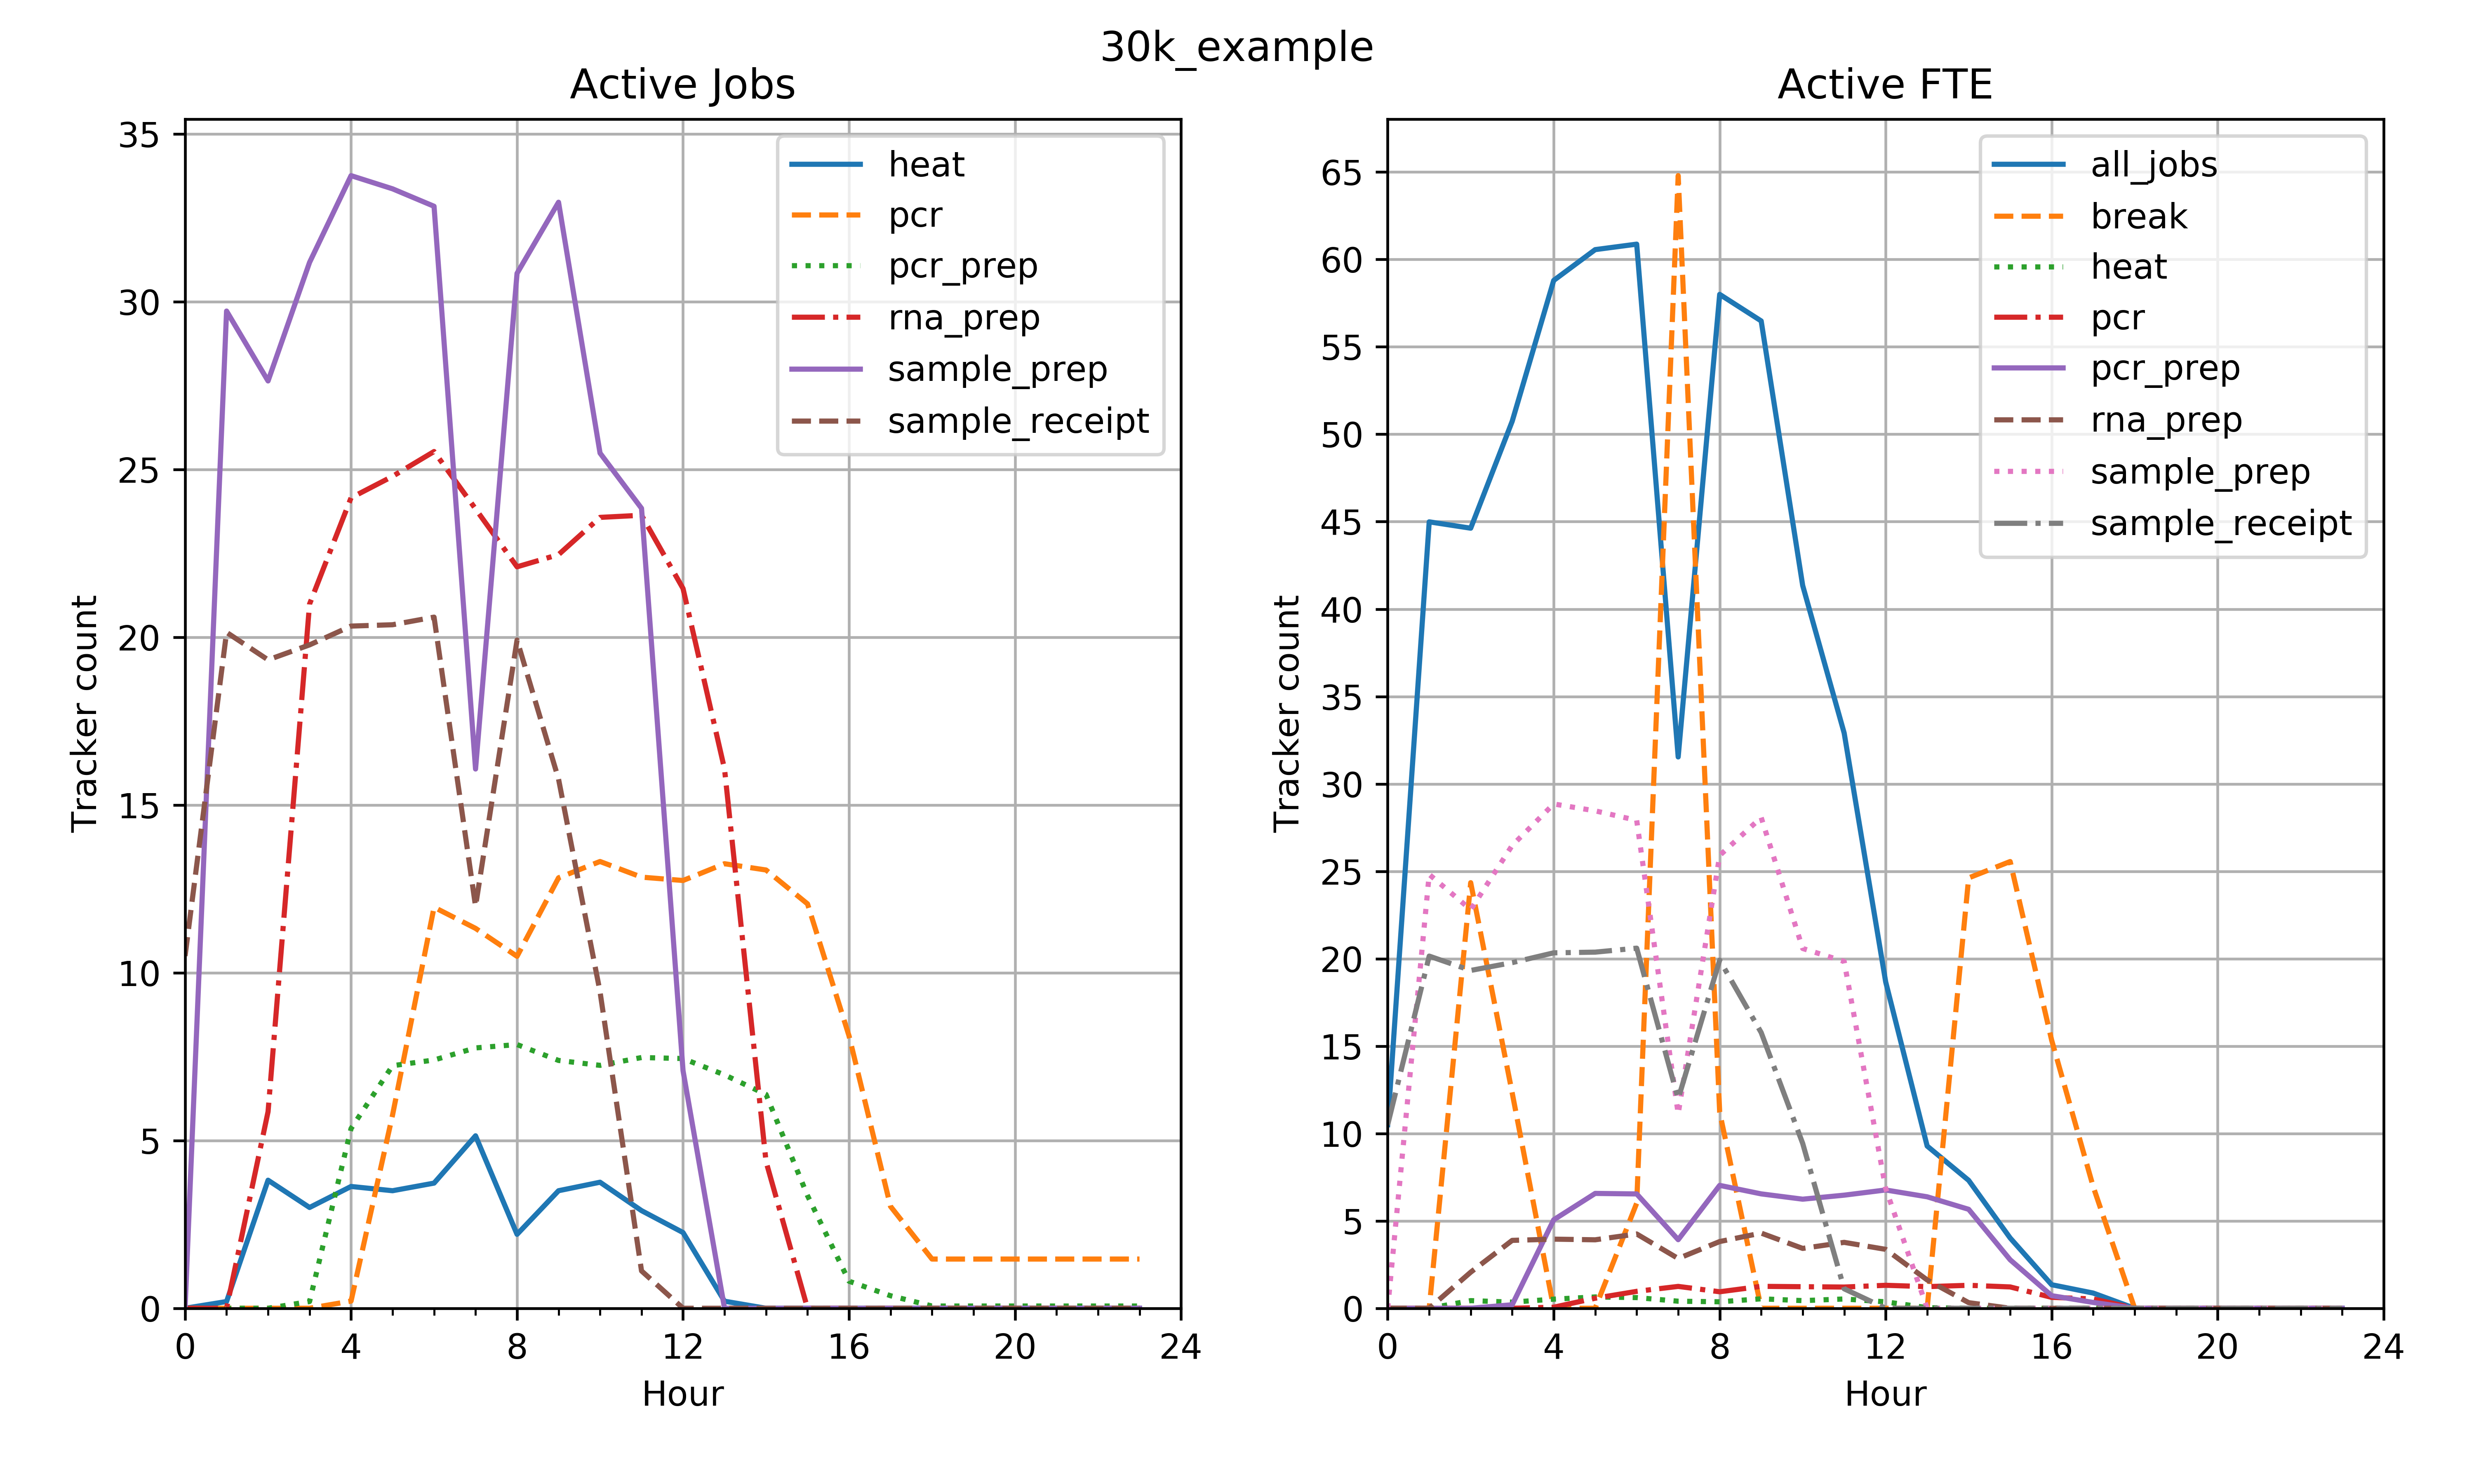 30k_example
Active Jobs
35
30
25
20
15
10
5
0
Tracker count
0 4 8 12 16 20 24
Hour
heat
pcr
pcr_prep
rna_prep
sample_prep
sample_receipt
Active FTE
65
60
55
50
45
40
35
30
25
20
15
10
5
0
Tracker count
0 4 8 12 16 20 24
Hour
all_jobs
break
heat
pcr
pcr_prep
rna_prep
sample_prep
sample_receipt